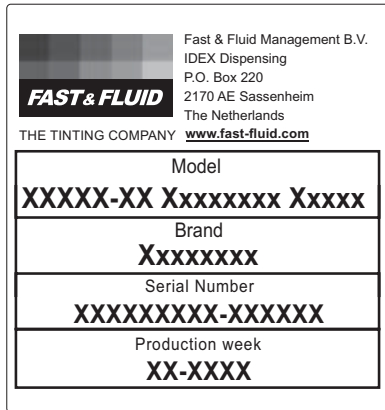 Fast & Fluid Management B.V.
IDEX Dispensing
P.O. Box 220
2170 AE Sassenheim
The Netherlands
FAST & FLUID
THE TINTING COMPANY www.fast-fluid.com
Model
XXXXX-XX Xxxxxxxx Xxxxx
Brand
Xxxxxxxx
Serial Number
XXXXXXXXX-XXXXXX
Production week
XX-XXXX